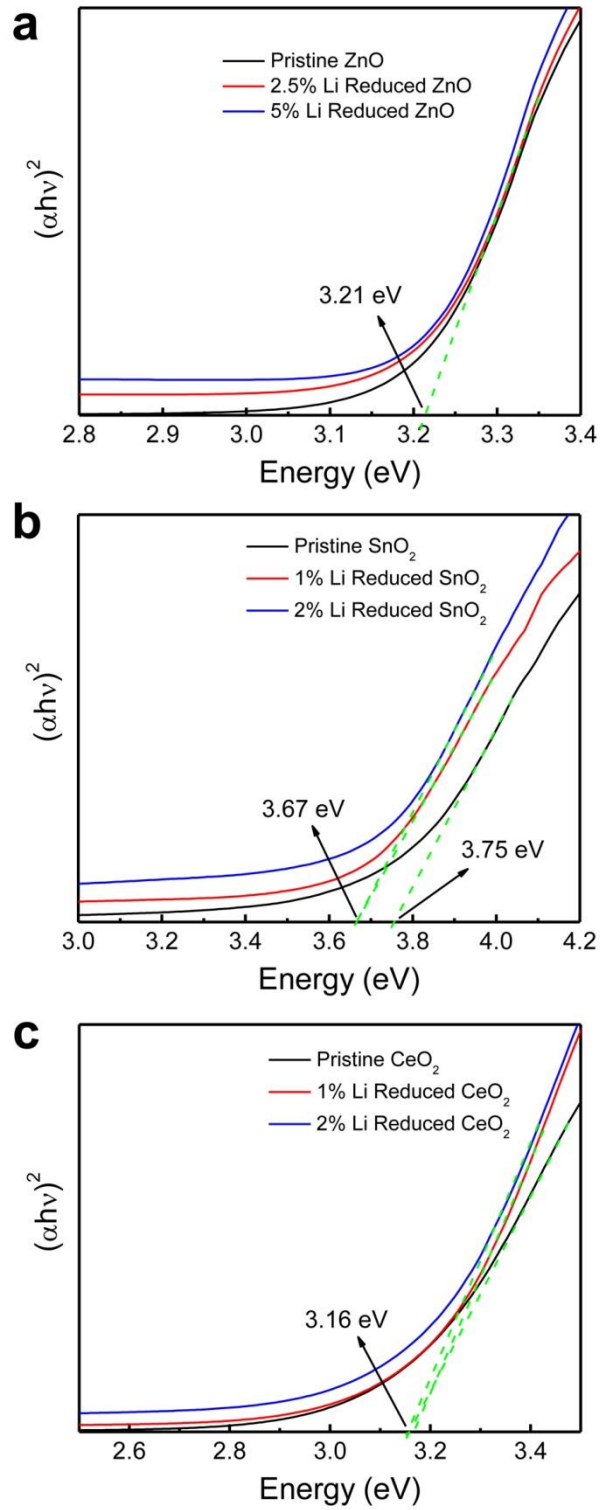 a
Pristine ZnO
2.5% Li Reduced ZnO
5% Li Reduced ZnO
(αhν)²
3.21 eV
2.8 2.9 3.0 3.1 3.2 3.3 3.4
Energy (eV)
b
Pristine SnO₂
1% Li Reduced SnO₂
2% Li Reduced SnO₂
(αhν)²
3.67 eV
3.75 eV
3.0 3.2 3.4 3.6 3.8 4.0 4.2
Energy (eV)
c
Pristine CeO₂
1% Li Reduced CeO₂
2% Li Reduced CeO₂
(αhν)²
3.16 eV
2.6 2.8 3.0 3.2 3.4
Energy (eV)